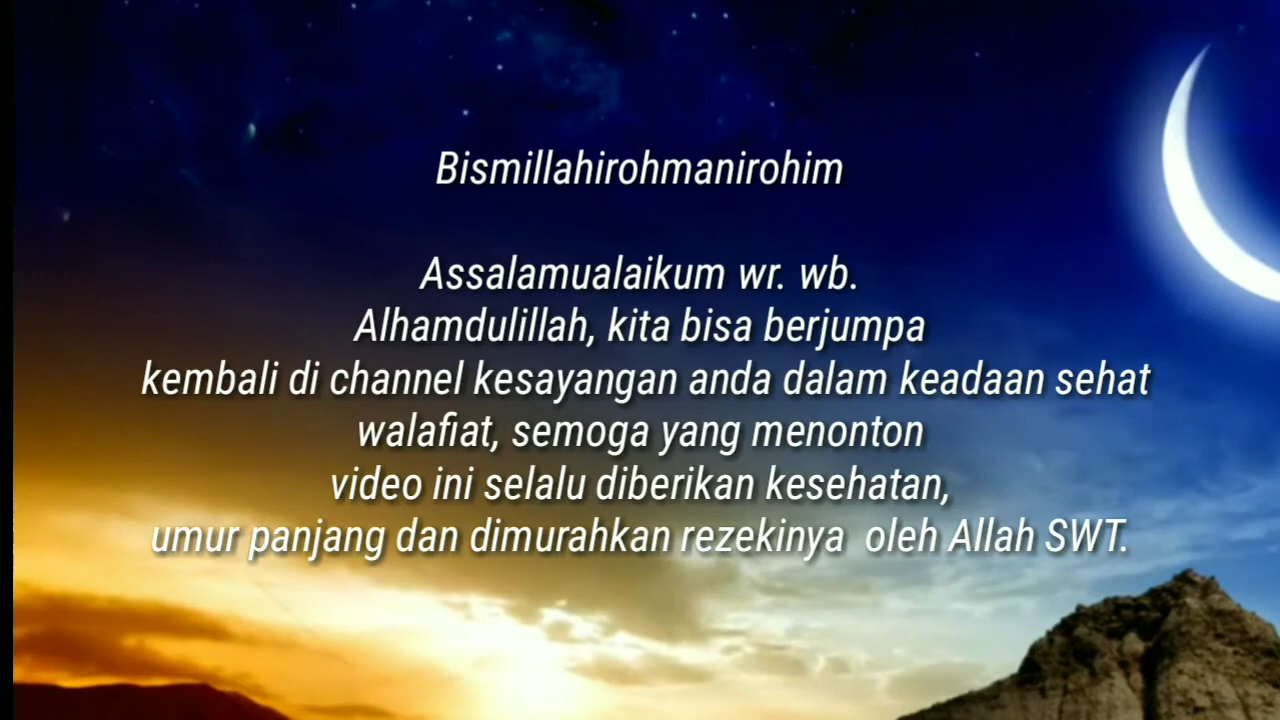 Bismillahirohmanirohim
Assalamualaikum wr. wb.
Alhamdulillah, kita bisa berjumpa
kembali di channel kesayangan anda dalam keadaan sehat
walafiat, semoga yang menonton
video ini selalu diberikan kesehatan,
umur panjang dan dimurahkan rezekinya  oleh Allah SWT.